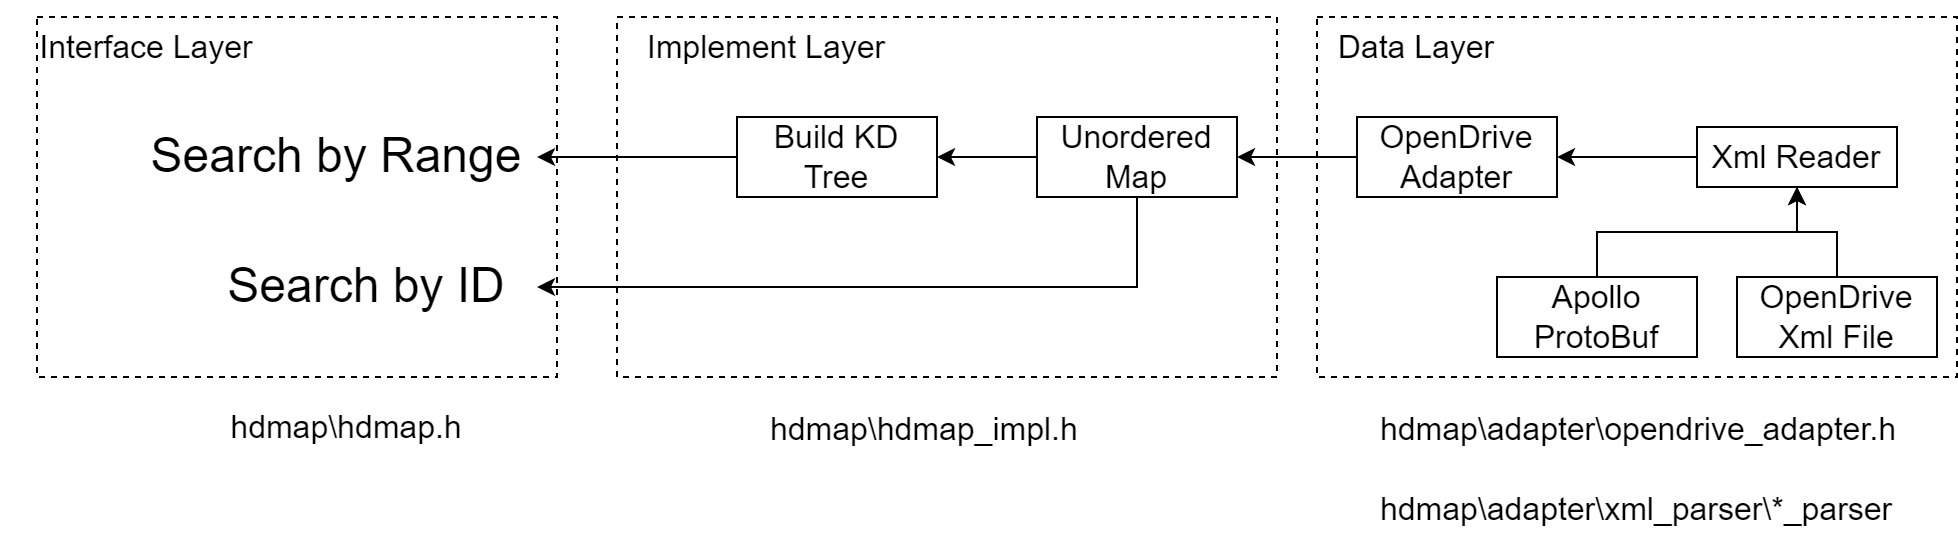 Interface Layer
Search by Range
Search by ID
hdmap\hdmap.h
Implement Layer
Build KD
Tree
Unordered
Map
hdmap\hdmap_impl.h
Data Layer
OpenDrive
Adapter
Xml Reader
Apollo
ProtoBuf
OpenDrive
Xml File
hdmap\adapter\opendrive_adapter.h
hdmap\adapter\xml_parser\*_parser